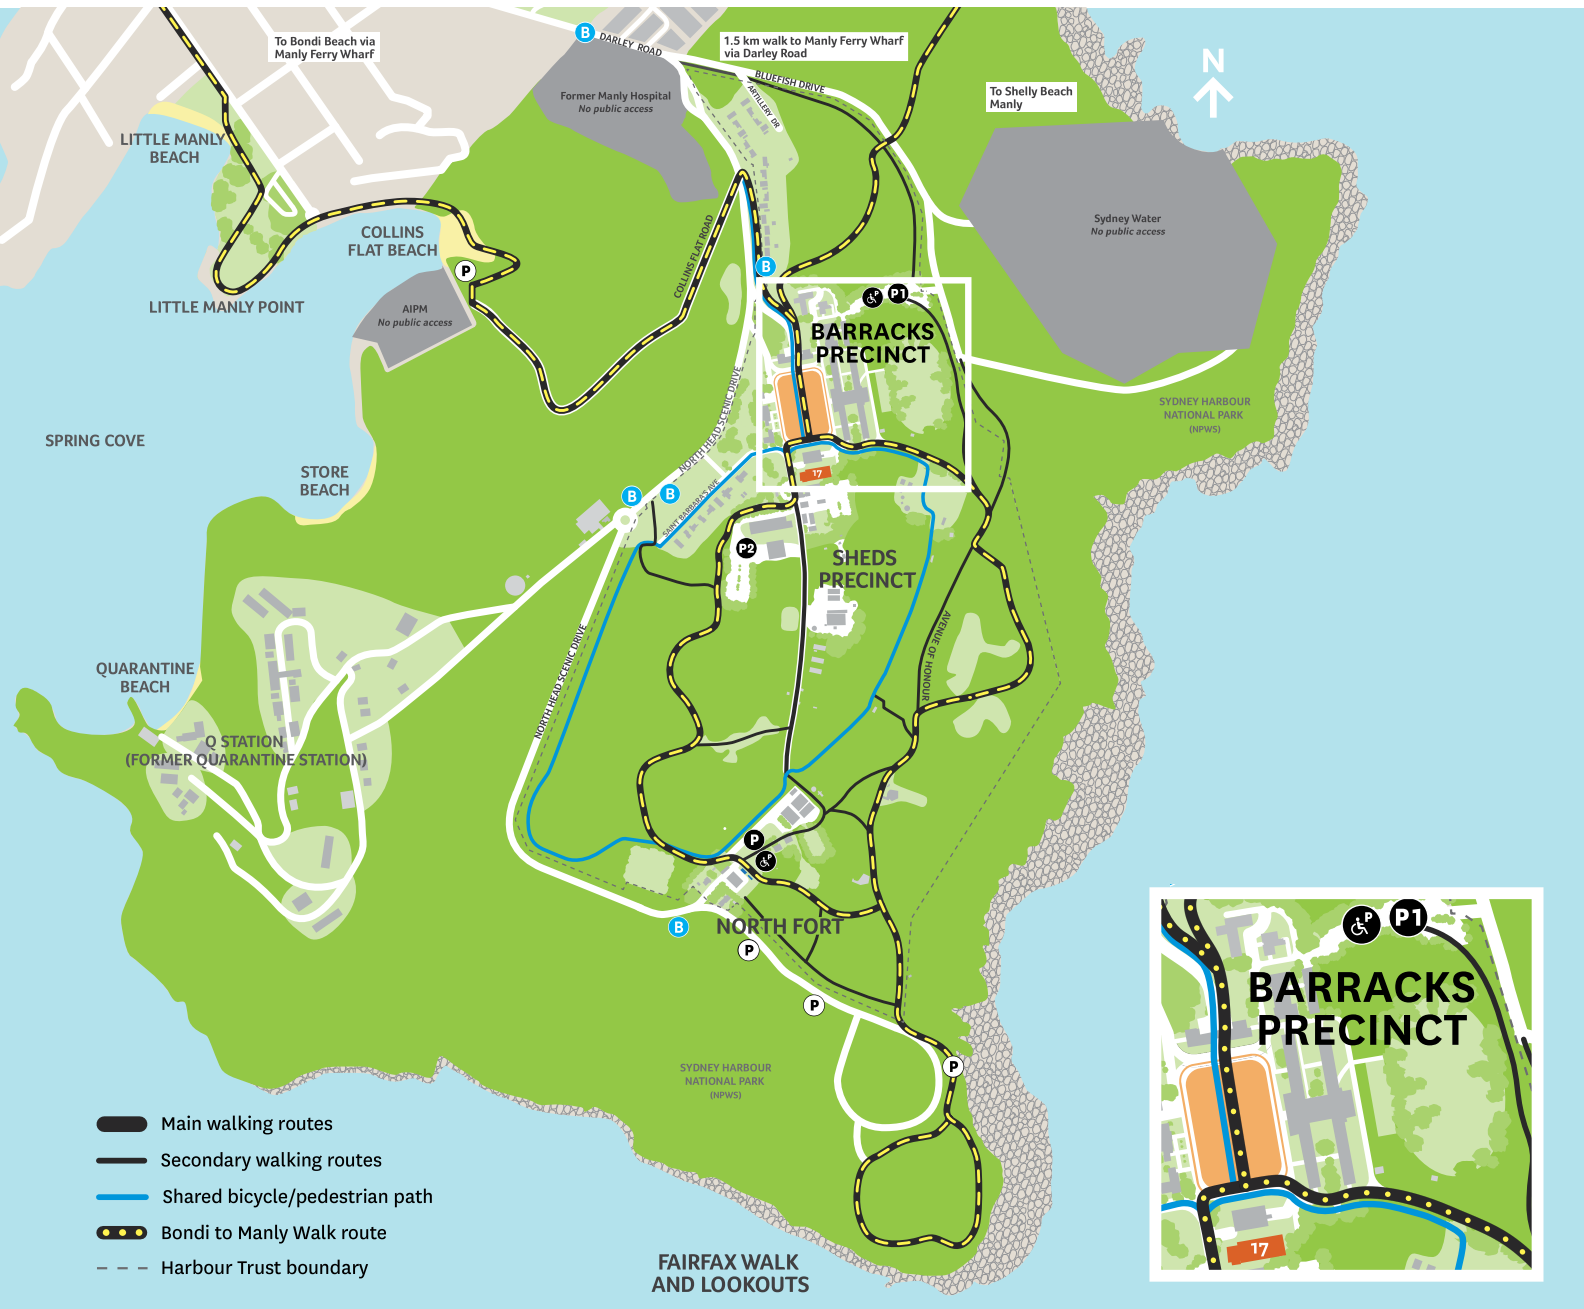 B
DARLEY ROAD
To Bondi Beach via
Manly Ferry Wharf
1.5 km walk to Manly Ferry Wharf
via Darley Road
BLUEFISH DRIVE
ARTILLERY DR
To Shelly Beach
Manly
N
Former Manly Hospital
No public access
LITTLE MANLY
BEACH
COLLINS
FLAT BEACH
P
COLLINS FLAT ROAD
B
Sydney Water
No public access
LITTLE MANLY POINT
AIPM
No public access
P
P1
BARRACKS
PRECINCT
NORTH HEAD SCENIC DRIVE
SYDNEY HARBOUR
NATIONAL PARK
(NPWS)
SPRING COVE
STORE
BEACH
17
B
B
SAINT BARBARA'S AVE
P2
SHEDS
PRECINCT
AVENUE OF HONOUR
NORTH HEAD SCENIC DRIVE
QUARANTINE
BEACH
Q STATION
(FORMER QUARANTINE STATION)
P
P
B
NORTH FORT
P
P
P
SYDNEY HARBOUR
NATIONAL PARK
(NPWS)
P
P1
BARRACKS
PRECINCT
17
Main walking routes
Secondary walking routes
Shared bicycle/pedestrian path
Bondi to Manly Walk route
Harbour Trust boundary
FAIRFAX WALK
AND LOOKOUTS